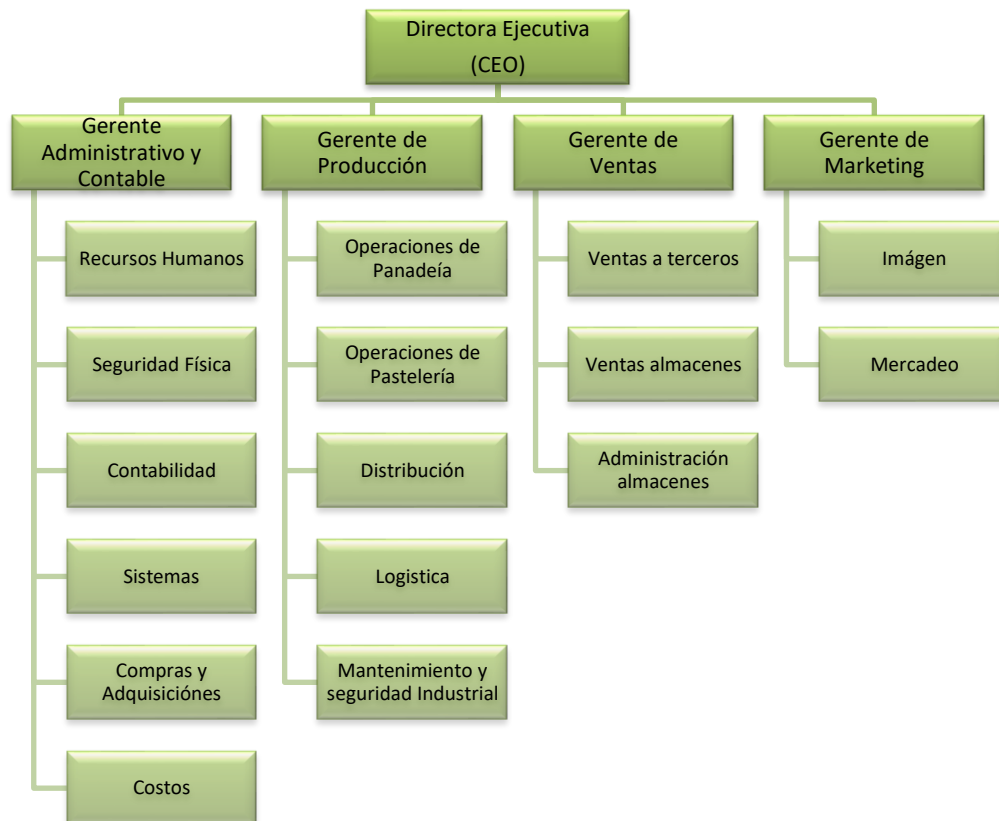 Directora Ejecutiva
(CEO)
Gerente
Administrativo y
Contable
Gerente de
Producción
Gerente de
Ventas
Gerente de
Marketing
Recursos Humanos
Seguridad Física
Contabilidad
Sistemas
Compras y
Adquisiciónes
Costos
Operaciones de
Panadeía
Operaciones de
Pastelería
Distribución
Logistica
Mantenimiento y
seguridad Industrial
Ventas a terceros
Ventas almacenes
Administración
almacenes
Imágen
Mercadeo